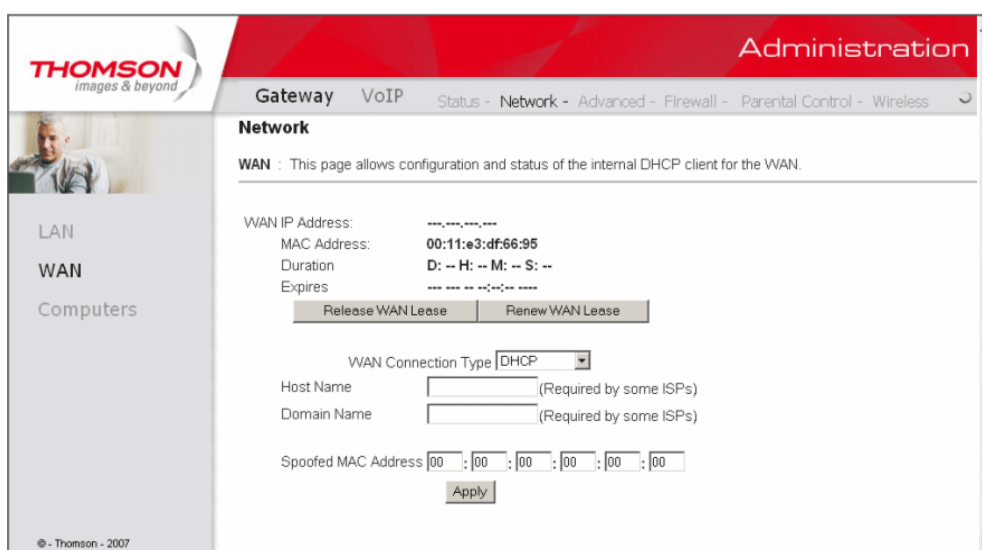 THOMSON
images & beyond
Administration
Gateway VoIP Status - Network - Advanced - Firewall - Parental Control - Wireless
Network
WAN : This page allows configuration and status of the internal DHCP client for the WAN.
LAN
WAN
Computers
WAN IP Address: ---.---.---.---
MAC Address: 00:11:e3:df:66:95
Duration D: -- H: -- M: -- S: --
Expires --- --- -- --:--:-- ----
Release WAN Lease Renew WAN Lease
WAN Connection Type DHCP
Host Name (Required by some ISPs)
Domain Name (Required by some ISPs)
Spoofed MAC Address 00 : 00 : 00 : 00 : 00 : 00
Apply
© - Thomson - 2007